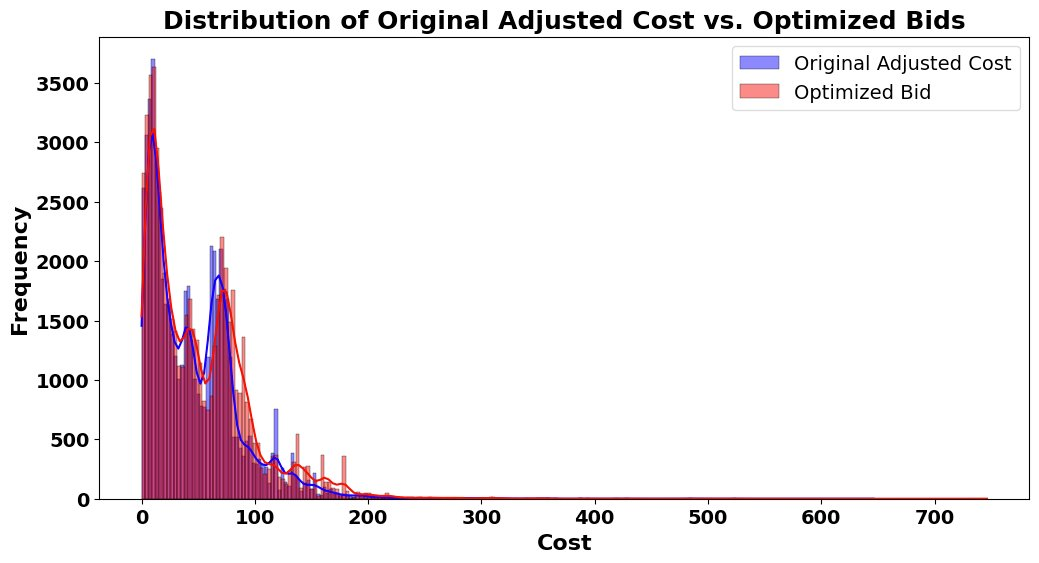 Distribution of Original Adjusted Cost vs. Optimized Bids
Original Adjusted Cost
Optimized Bid
Frequency
3500
3000
2500
2000
1500
1000
500
0
0 100 200 300 400 500 600 700
Cost